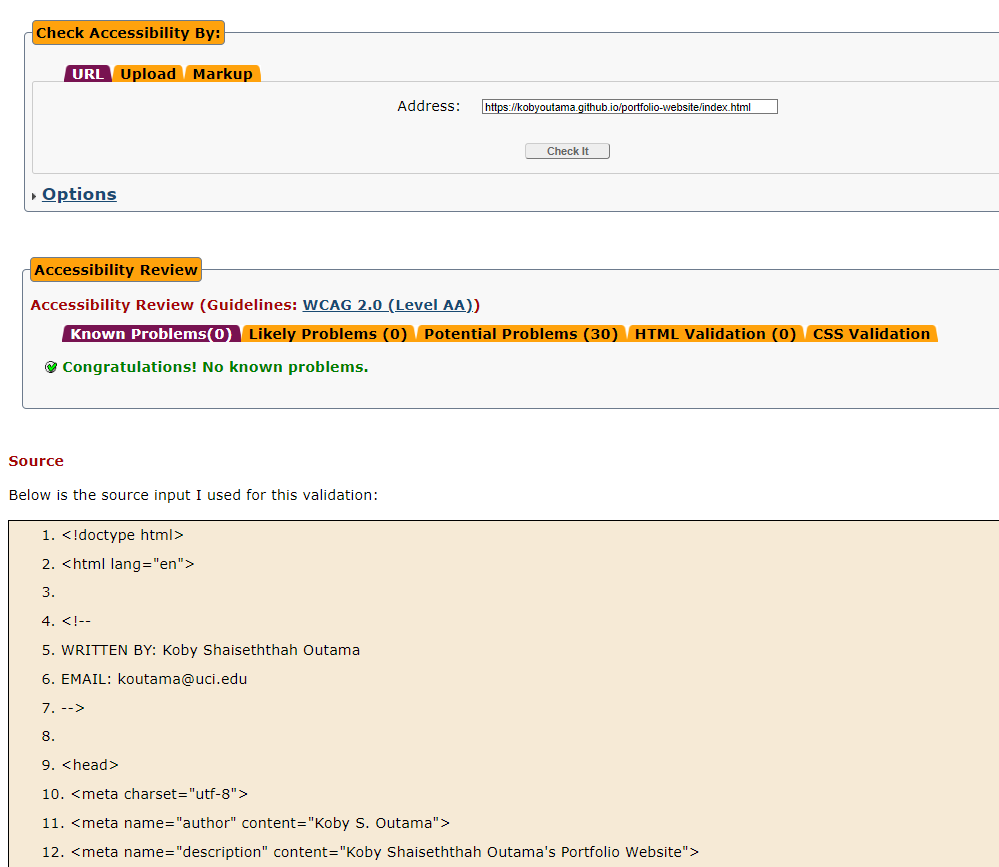 Check Accessibility By:
URL Upload Markup
Address: https://kobyoutama.github.io/portfolio-website/index.html
Check It
Options
Accessibility Review
Accessibility Review (Guidelines: WCAG 2.0 (Level AA))
Known Problems(0) Likely Problems (0) Potential Problems (30) HTML Validation (0) CSS Validation
Congratulations! No known problems.
Source
Below is the source input I used for this validation:
1. <!doctype html>
2. <html lang="en">
3.
4. <!--
5. WRITTEN BY: Koby Shaiseththah Outama
6. EMAIL: koutama@uci.edu
7. -->
8.
9. <head>
10. <meta charset="utf-8">
11. <meta name="author" content="Koby S. Outama">
12. <meta name="description" content="Koby Shaiseththah Outama's Portfolio Website">